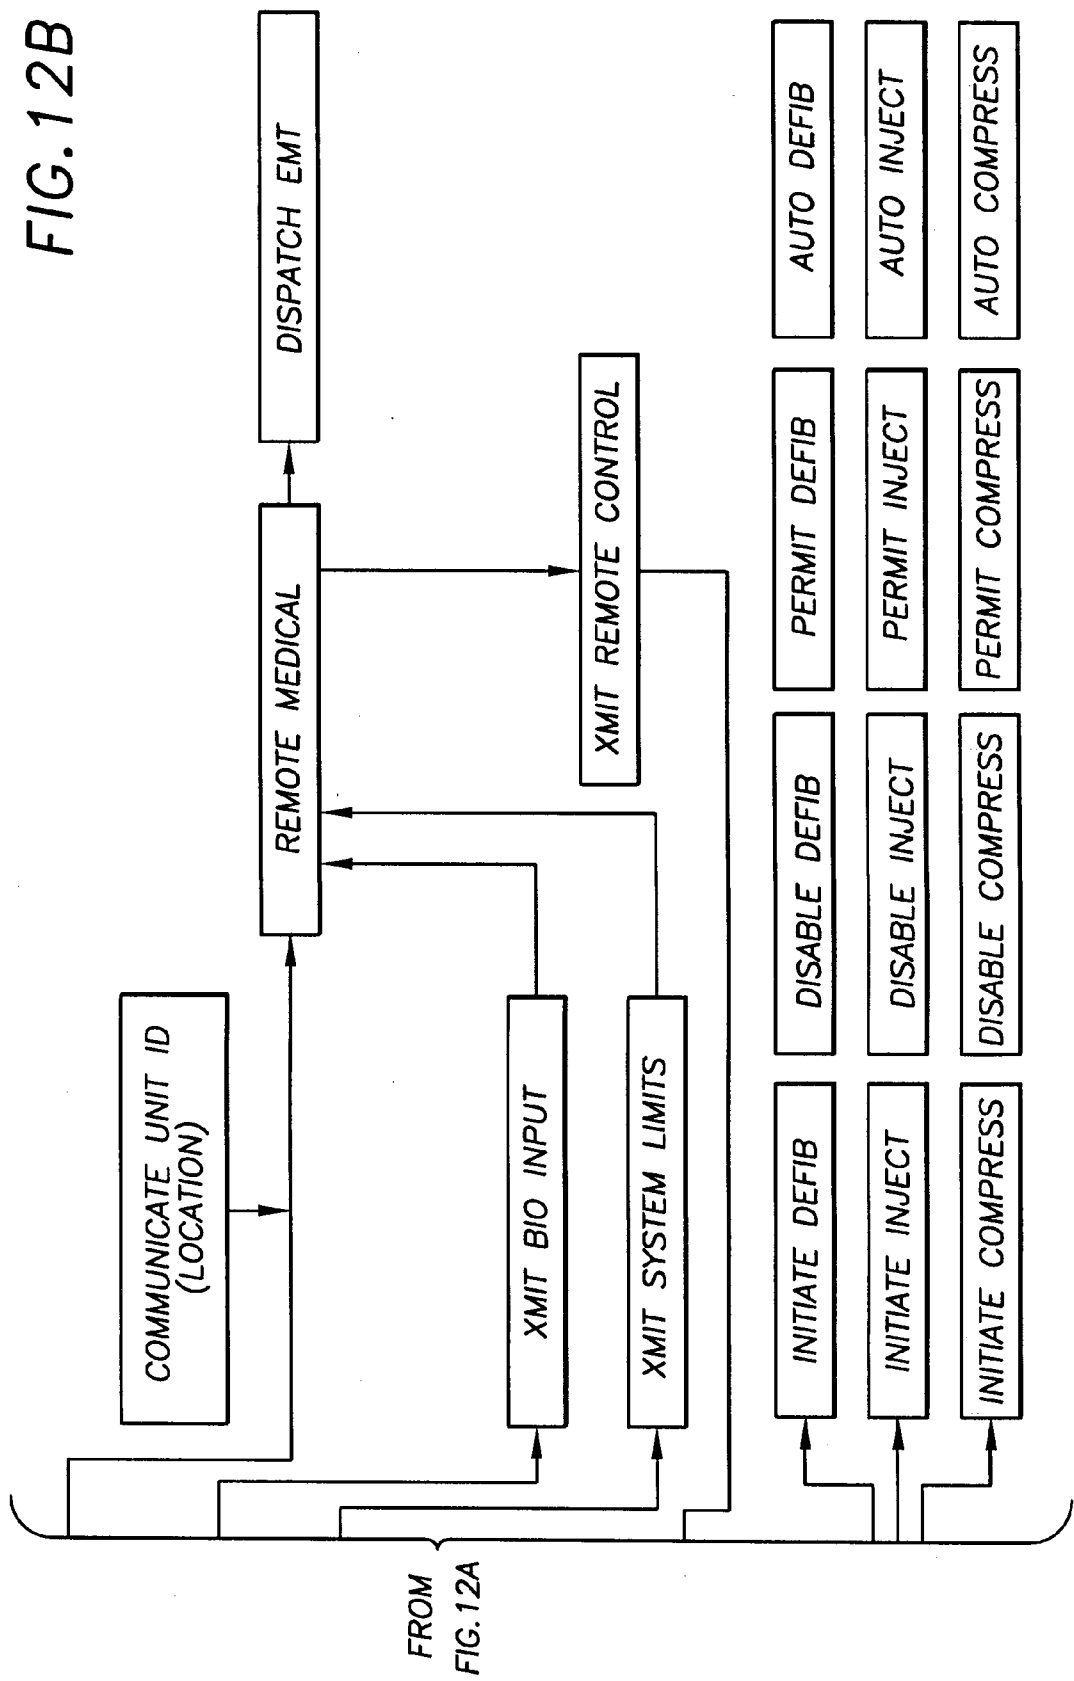 FIG.12B
COMMUNICATE UNIT ID
(LOCATION)
REMOTE MEDICAL
DISPATCH EMT
XMIT BIO INPUT
XMIT SYSTEM LIMITS
XMIT REMOTE CONTROL
FROM
FIG.12A
INITIATE DEFIB
DISABLE DEFIB
PERMIT DEFIB
AUTO DEFIB
INITIATE INJECT
DISABLE INJECT
PERMIT INJECT
AUTO INJECT
INITIATE COMPRESS
DISABLE COMPRESS
PERMIT COMPRESS
AUTO COMPRESS